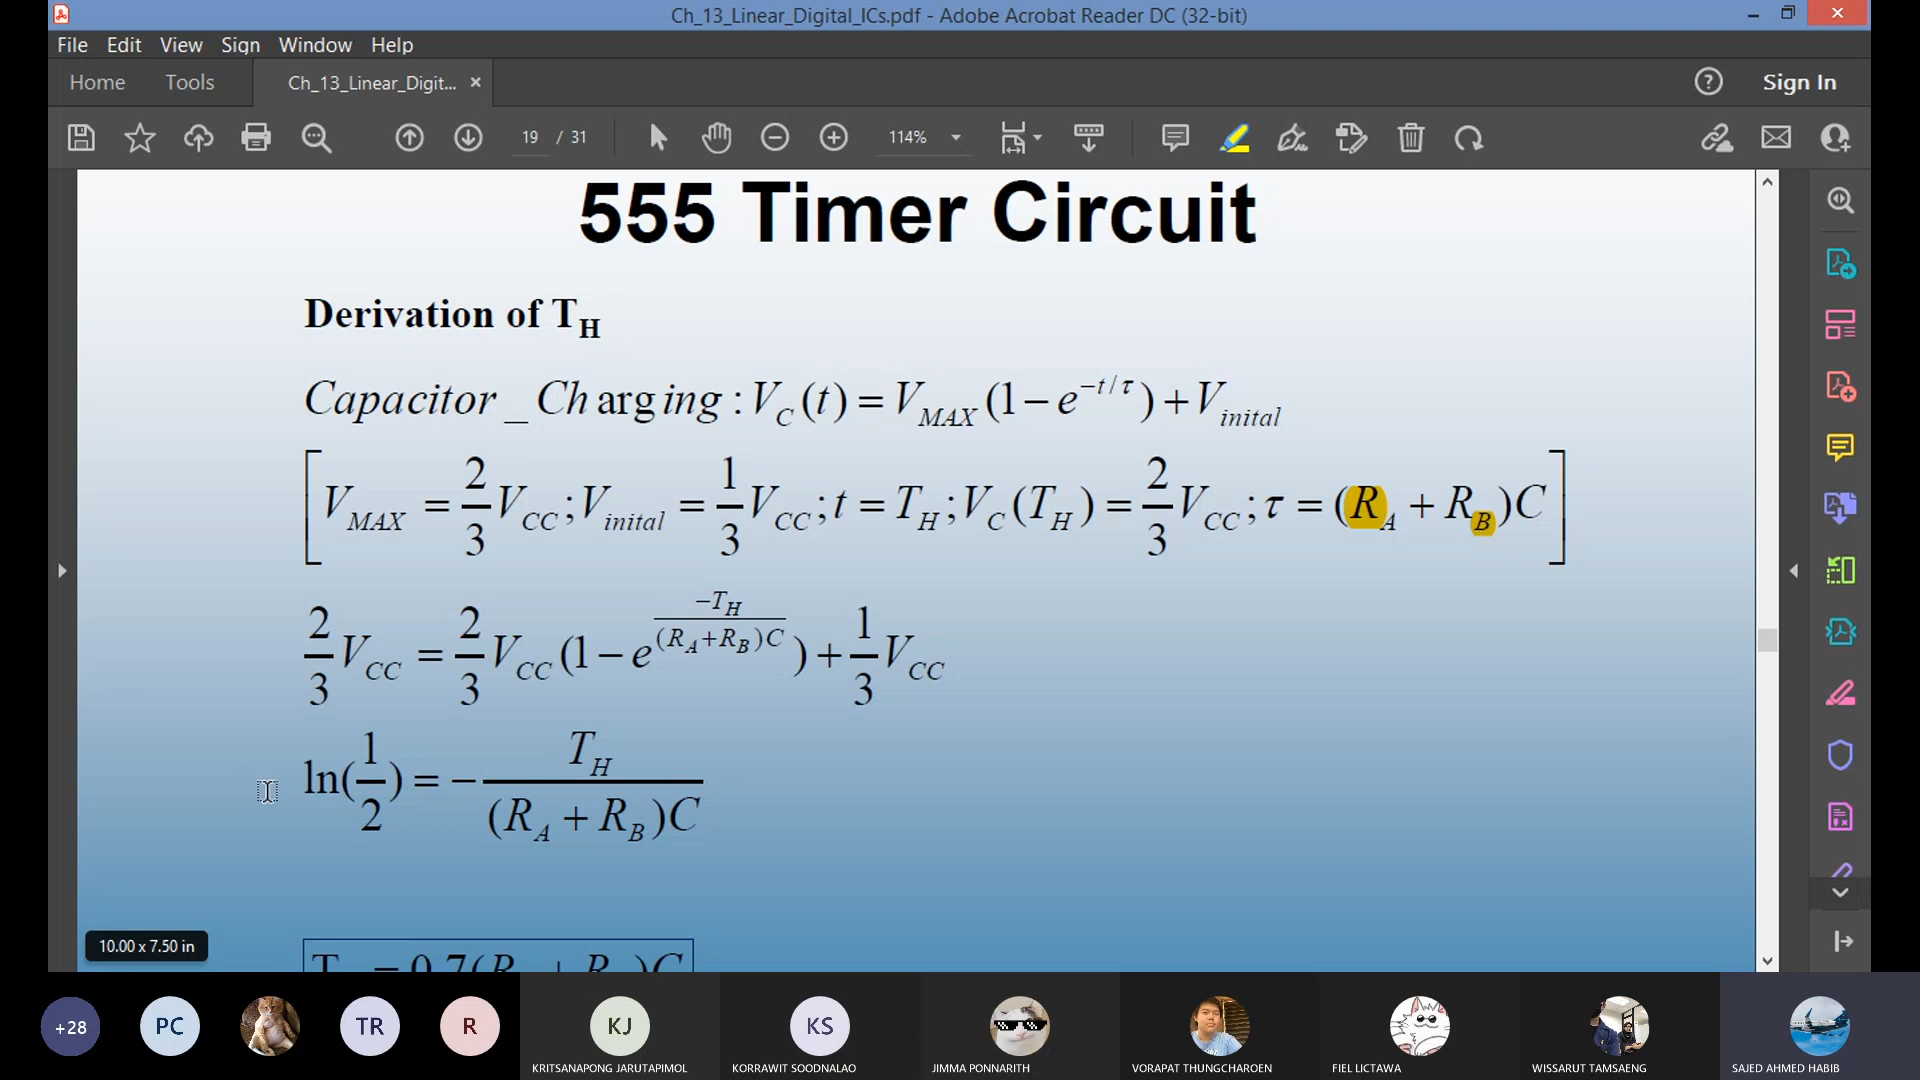 Ch_13_Linear_Digital_ICs.pdf - Adobe Acrobat Reader DC (32-bit)
File Edit View Sign Window Help
Home Tools Ch_13_Linear_Digit... × Sign In
19 / 31 114%
555 Timer Circuit
Derivation of T_H
Capacitor _ Charging : V_C(t) = V_MAX(1 − e^{−t/τ}) + V_inital
[V_MAX = 2/3 V_CC; V_inital = 1/3 V_CC; t = T_H; V_C(T_H) = 2/3 V_CC; τ = (R_A + R_B)C]
2/3 V_CC = 2/3 V_CC(1 − e^{−T_H/((R_A+R_B)C)}) + 1/3 V_CC
ln(1/2) = − T_H/((R_A + R_B)C)
10.00 x 7.50 in
+28 PC TR R KJ KS
KRITSANAPONG JARUTAPIMOL KORRAWIT SOODNALAO JIMMA PONNARITH VORAPAT THUNGCHAROEN FIEL LICTAWA WISSARUT TAMSAENG SAJED AHMED HABIB